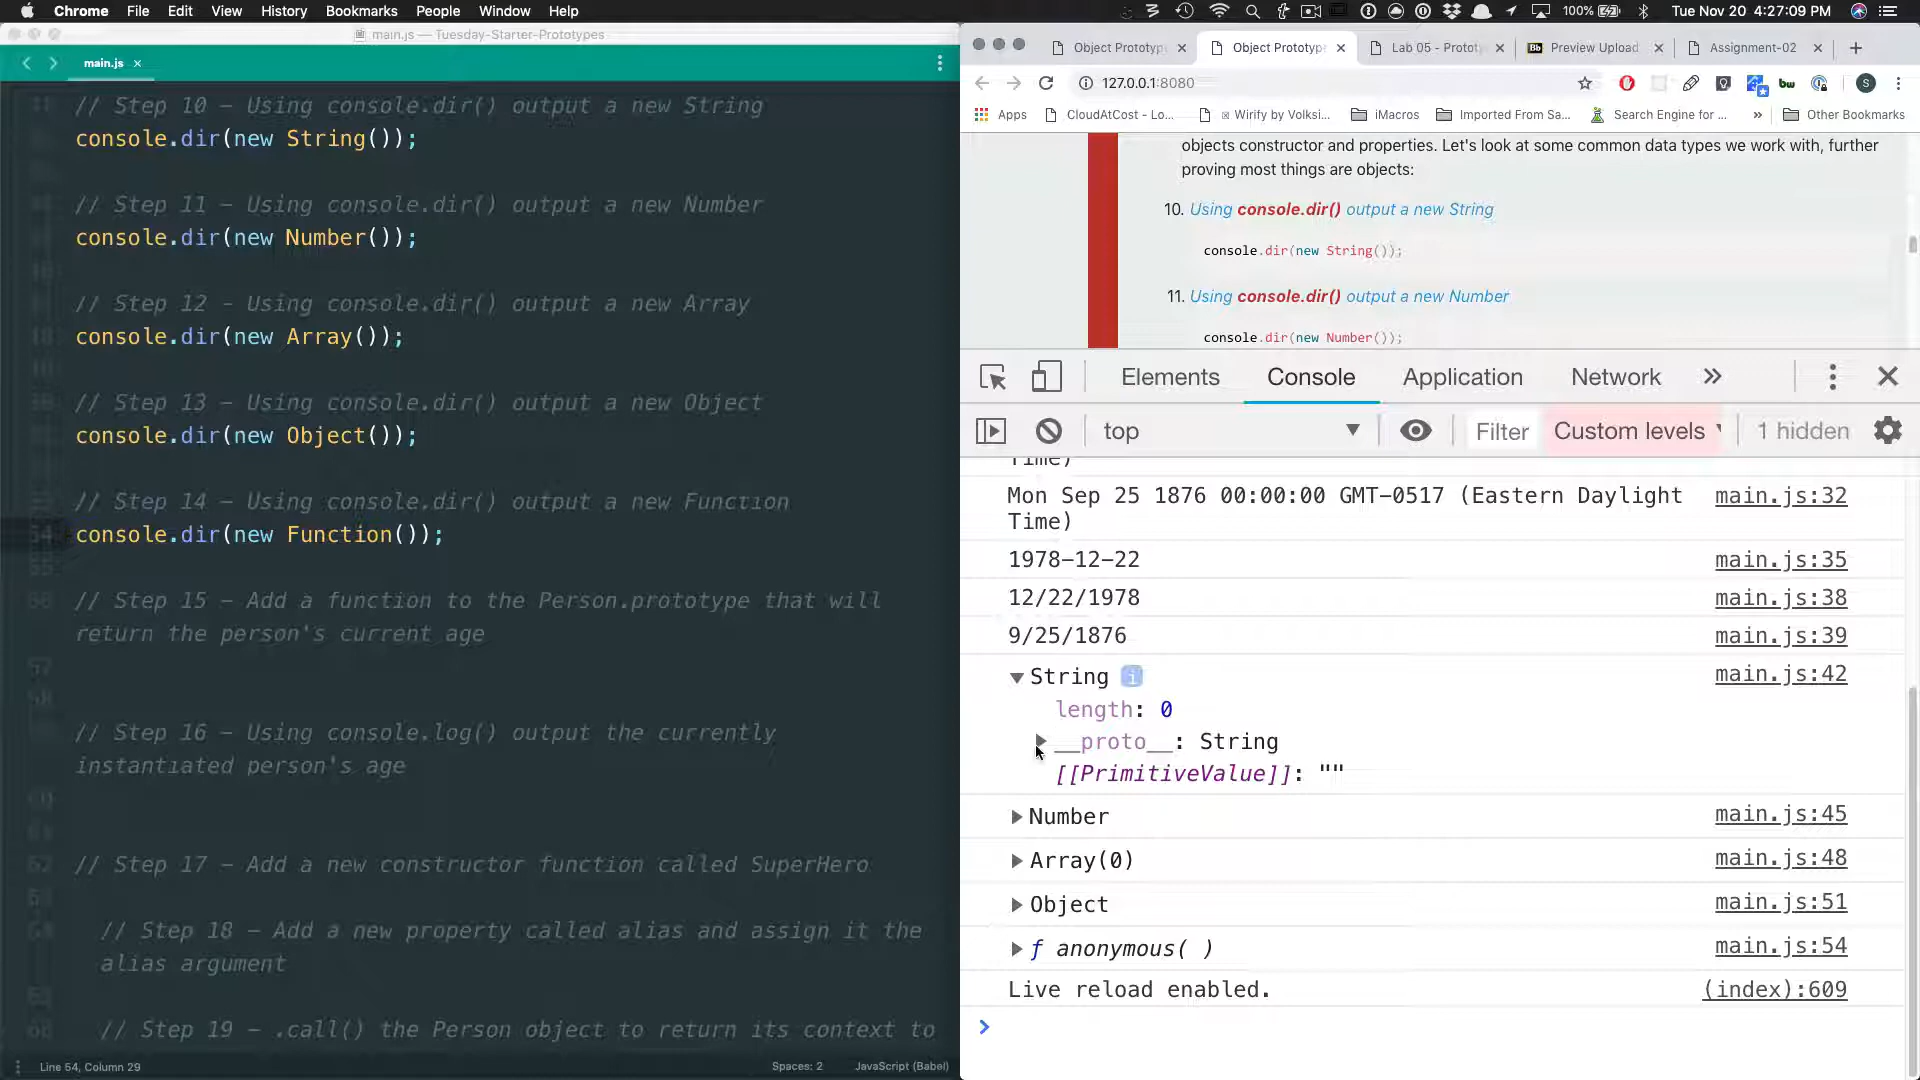 Chrome File Edit View History Bookmarks People Window Help
100% Tue Nov 20 4:27:09 PM
main.js — Tuesday-Starter-Prototypes
main.js ×
// Step 10 – Using console.dir() output a new String
console.dir(new String());
// Step 11 – Using console.dir() output a new Number
console.dir(new Number());
// Step 12 - Using console.dir() output a new Array
console.dir(new Array());
// Step 13 – Using console.dir() output a new Object
console.dir(new Object());
// Step 14 – Using console.dir() output a new Function
console.dir(new Function());
// Step 15 – Add a function to the Person.prototype that will
return the person's current age
57
58
// Step 16 – Using console.log() output the currently
instantiated person's age
// Step 17 – Add a new constructor function called SuperHero
// Step 18 – Add a new property called alias and assign it the
alias argument
// Step 19 – .call() the Person object to return its context to
Line 54, Column 29
Spaces: 2
JavaScript (Babel)
Object Prototype ×
Object Prototype ×
Lab 05 - Prototy ×
Bb Preview Upload ×
Assignment-02 ×
127.0.0.1:8080
bw
S
Apps
CloudAtCost - Lo...
Wirify by Volksi...
iMacros
Imported From Sa...
Search Engine for ...
»
Other Bookmarks
objects constructor and properties. Let's look at some common data types we work with, further
proving most things are objects:
10. Using console.dir() output a new String
console.dir(new String());
11. Using console.dir() output a new Number
console.dir(new Number());
Elements Console Application Network »
top Filter Custom levels 1 hidden
Time)
Mon Sep 25 1876 00:00:00 GMT-0517 (Eastern Daylight main.js:32
Time)
1978-12-22 main.js:35
12/22/1978 main.js:38
9/25/1876 main.js:39
String i main.js:42
length: 0
__proto__: String
[[PrimitiveValue]]: ""
Number main.js:45
Array(0) main.js:48
Object main.js:51
ƒ anonymous( ) main.js:54
Live reload enabled. (index):609